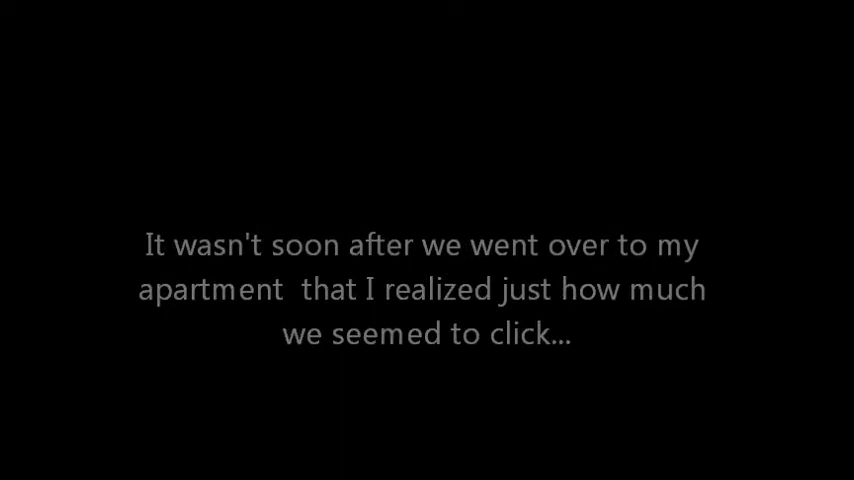 It wasn't soon after we went over to my
apartment  that I realized just how much
we seemed to click...